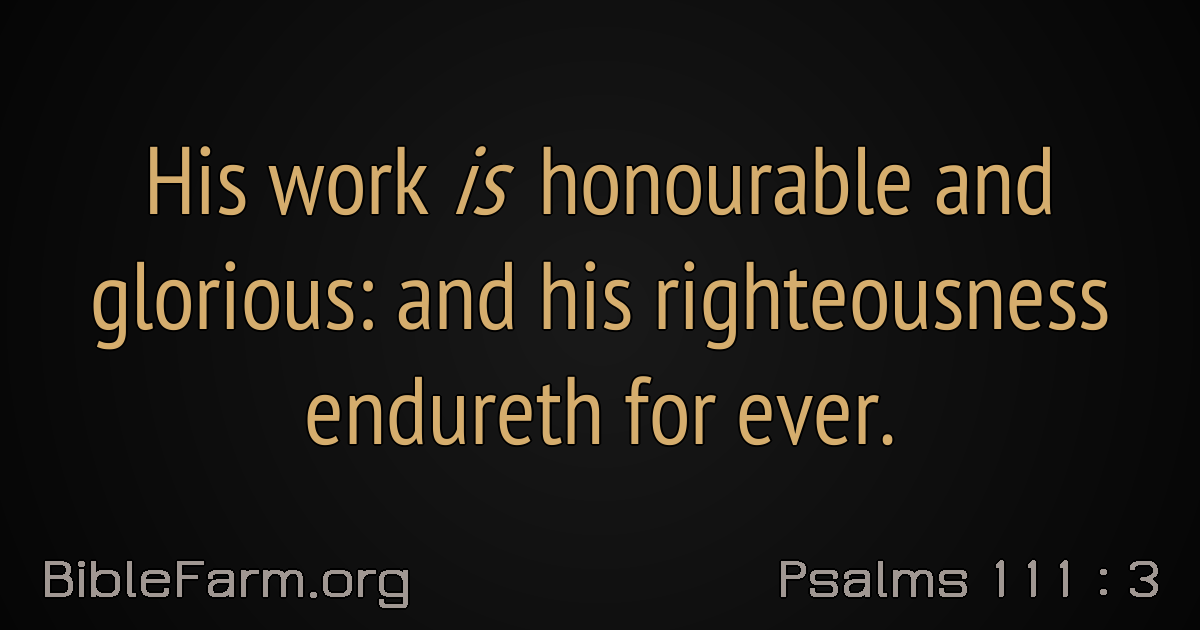 His work is honourable and
glorious: and his righteousness
endureth for ever.
BibleFarm.org
Psalms 111 : 3